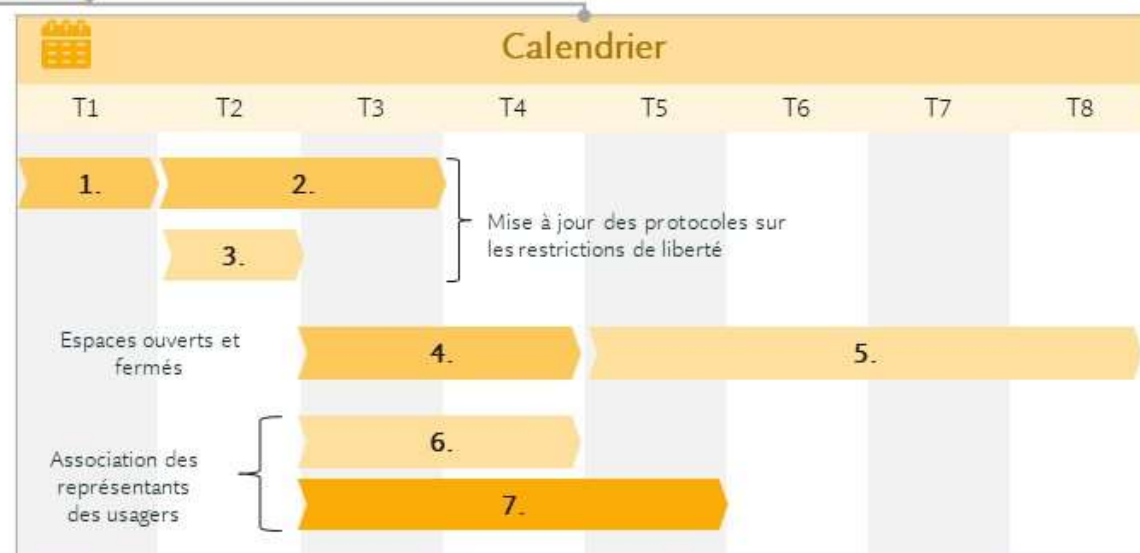 Calendrier
T1 T2 T3 T4 T5 T6 T7 T8
1. 2.
Mise à jour des protocoles sur
les restrictions de liberté
3.
Espaces ouverts et
fermés
4. 5.
6.
Association des
représentants
des usagers
7.